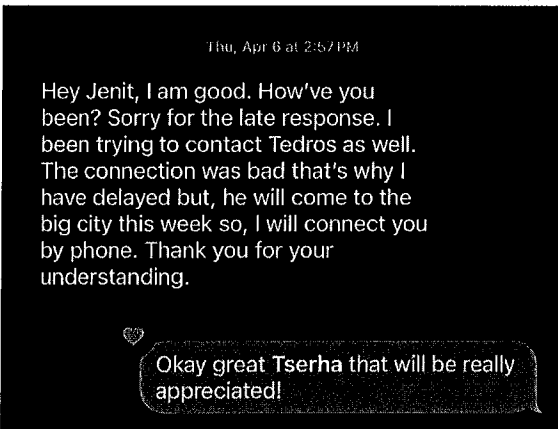 Thu, Apr 6 at 2:57 PM
Hey Jenit, I am good. How've you
been? Sorry for the late response. I
been trying to contact Tedros as well.
The connection was bad that's why I
have delayed but, he will come to the
big city this week so, I will connect you
by phone. Thank you for your
understanding.
Okay great Tserha that will be really
appreciated!